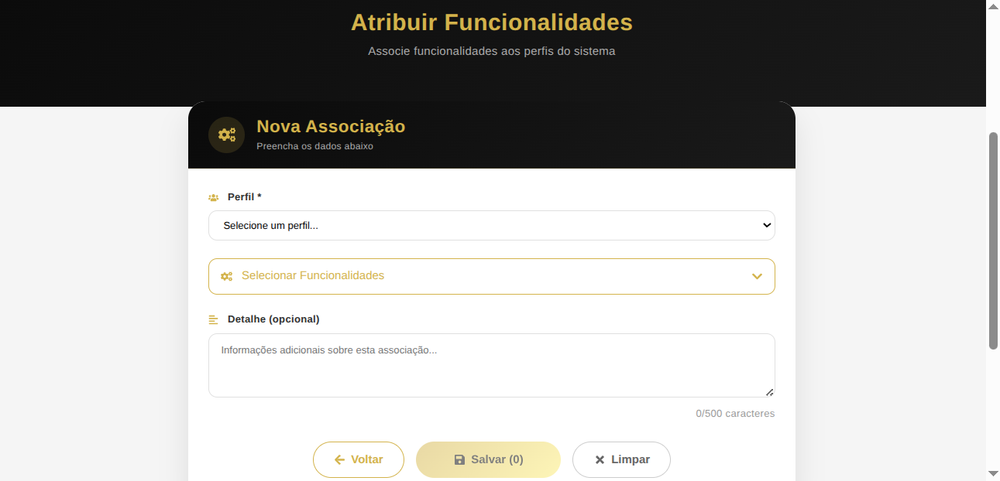 Atribuir Funcionalidades
Associe funcionalidades aos perfis do sistema
Nova Associação
Preencha os dados abaixo
Perfil *
Selecione um perfil...
Selecionar Funcionalidades
Detalhe (opcional)
Informações adicionais sobre esta associação...
0/500 caracteres
Voltar
Salvar (0)
Limpar